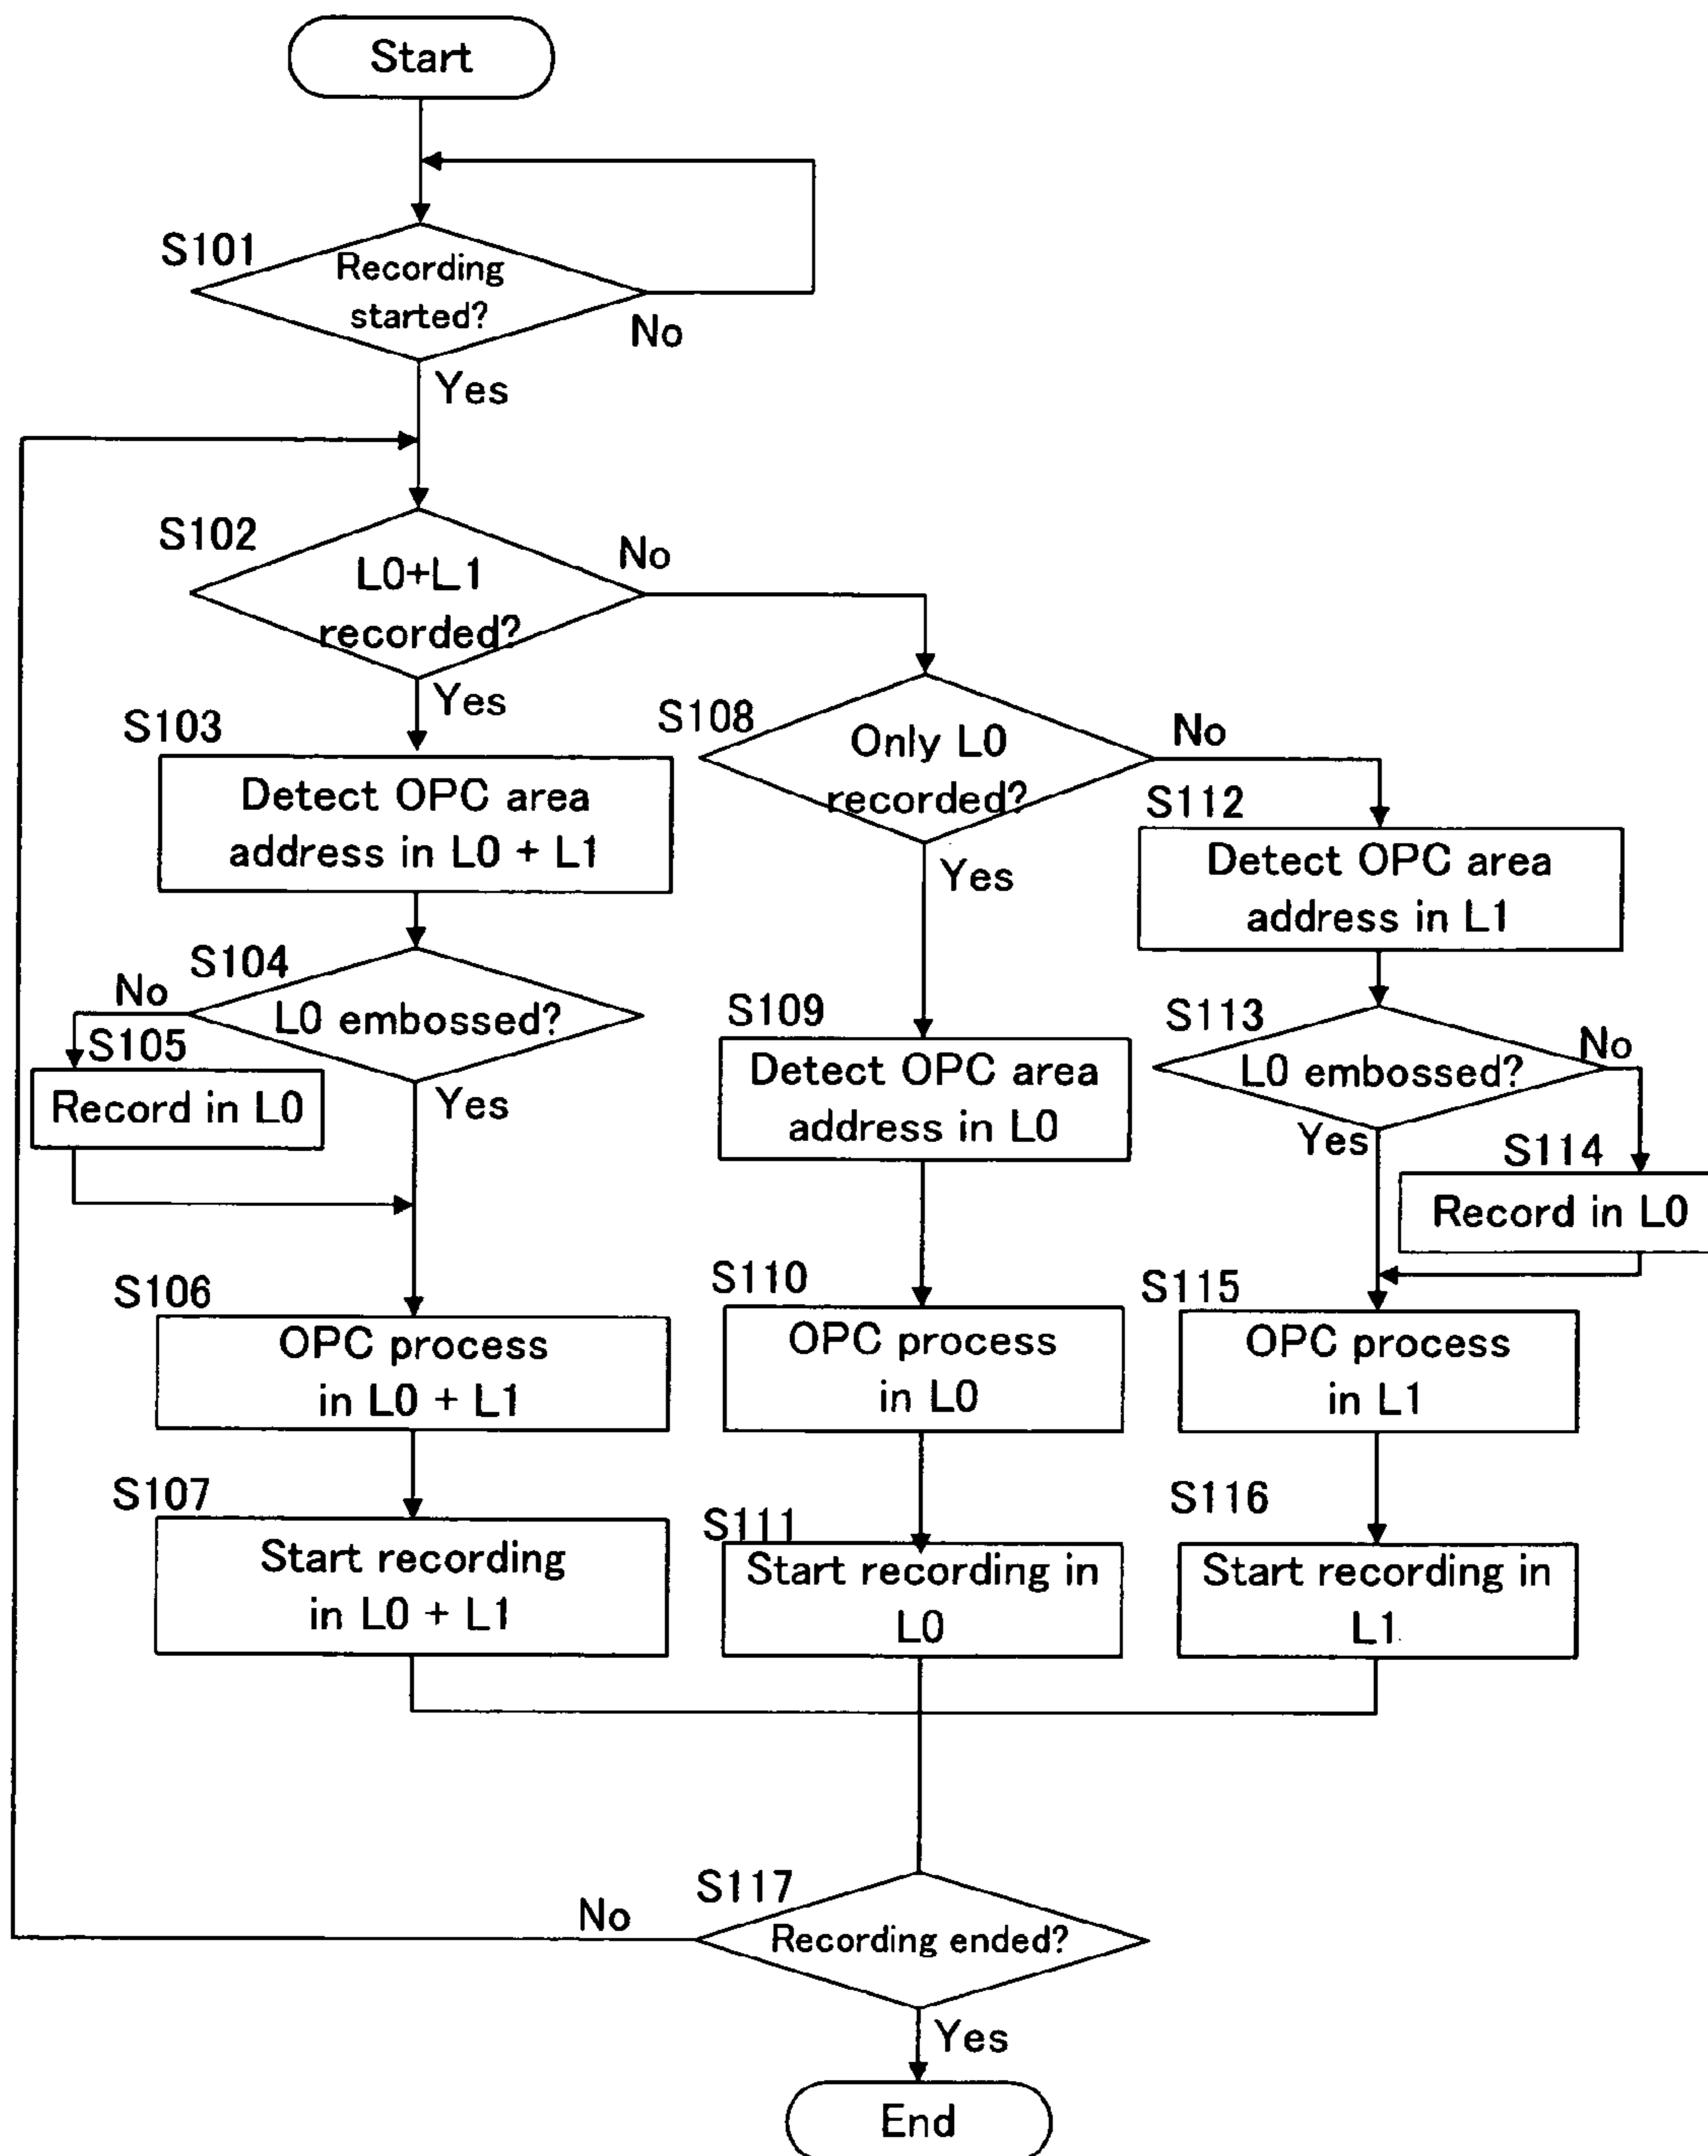 Start
S101
Recording
started?
No
Yes
S102
L0+L1
recorded?
No
Yes
S103
Detect OPC area
address in L0 + L1
S104
L0 embossed?
No
Yes
S105
Record in L0
S106
OPC process
in L0 + L1
S107
Start recording
in L0 + L1
S108
Only L0
recorded?
No
Yes
S109
Detect OPC area
address in L0
S110
OPC process
in L0
S111
Start recording in
L0
S112
Detect OPC area
address in L1
S113
L0 embossed?
No
Yes
S114
Record in L0
S115
OPC process
in L1
S116
Start recording in
L1
S117
Recording ended?
No
Yes
End